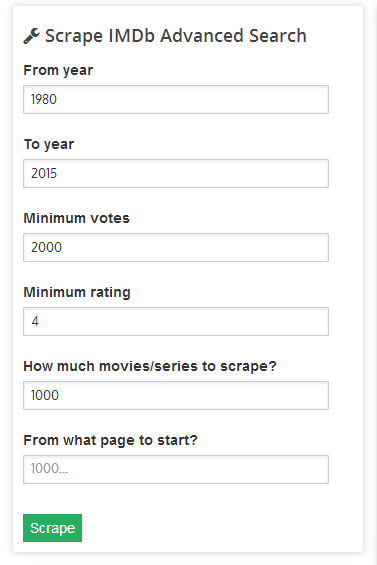 Scrape IMDb Advanced Search
From year
1980
To year
2015
Minimum votes
2000
Minimum rating
4
How much movies/series to scrape?
1000
From what page to start?
1000...
Scrape